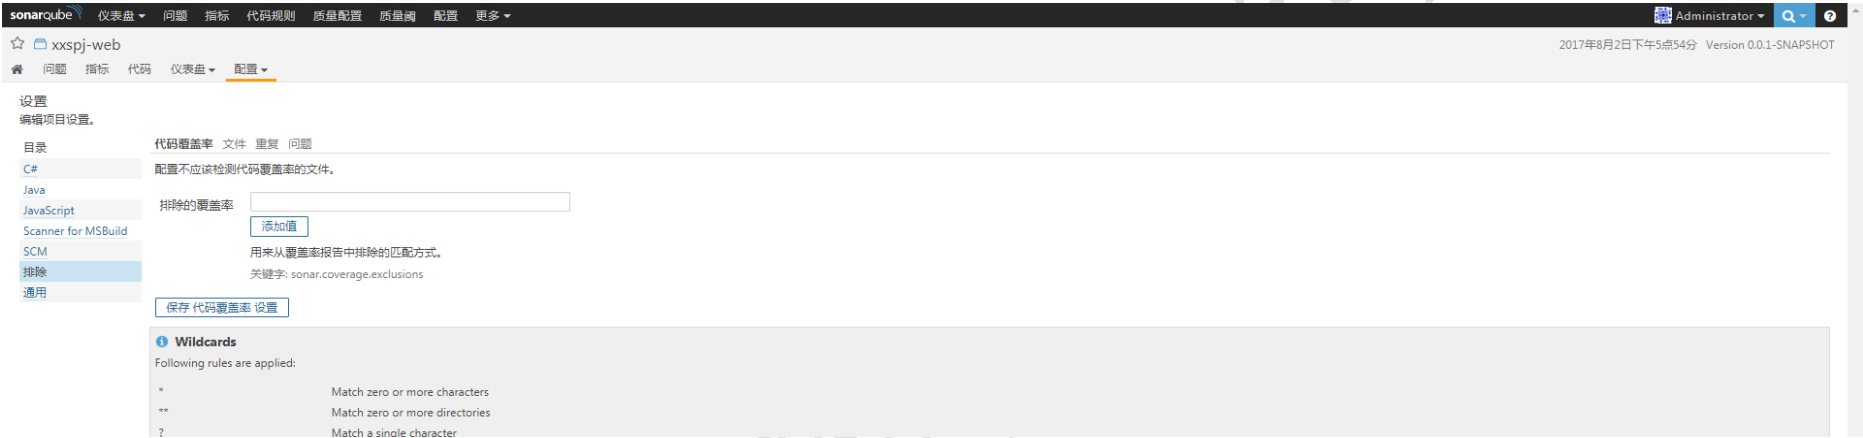 sonarqube 仪表盘 问题 指标 代码规则 质量配置 质量阈 配置 更多 Administrator
xxspj-web 2017年8月2日下午5点54分 Version 0.0.1-SNAPSHOT
问题 指标 代码 仪表盘 配置
设置
编辑项目设置。
目录
C#
Java
JavaScript
Scanner for MSBuild
SCM
排除
通用
代码覆盖率 文件 重复 问题
配置不应该检测代码覆盖率的文件。
排除的覆盖率
添加值
用来从覆盖率报告中排除的匹配方式。
关键字: sonar.coverage.exclusions
保存 代码覆盖率 设置
Wildcards
Following rules are applied:
* Match zero or more characters
** Match zero or more directories
? Match a single character